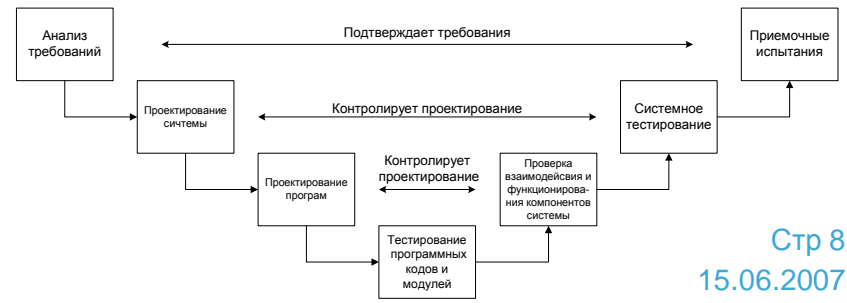 Анализ
требований
Подтверждает требования
Приемочные
испытания
Проектирование
сичтемы
Контролирует проектирование
Системное
тестирование
Проектирование
програм
Контролирует
проектирование
Проверка
взаимодейсвия и
функционирова-
ния компонентов
системы
Тестирование
программных
кодов и
модулей
Стр 8
15.06.2007